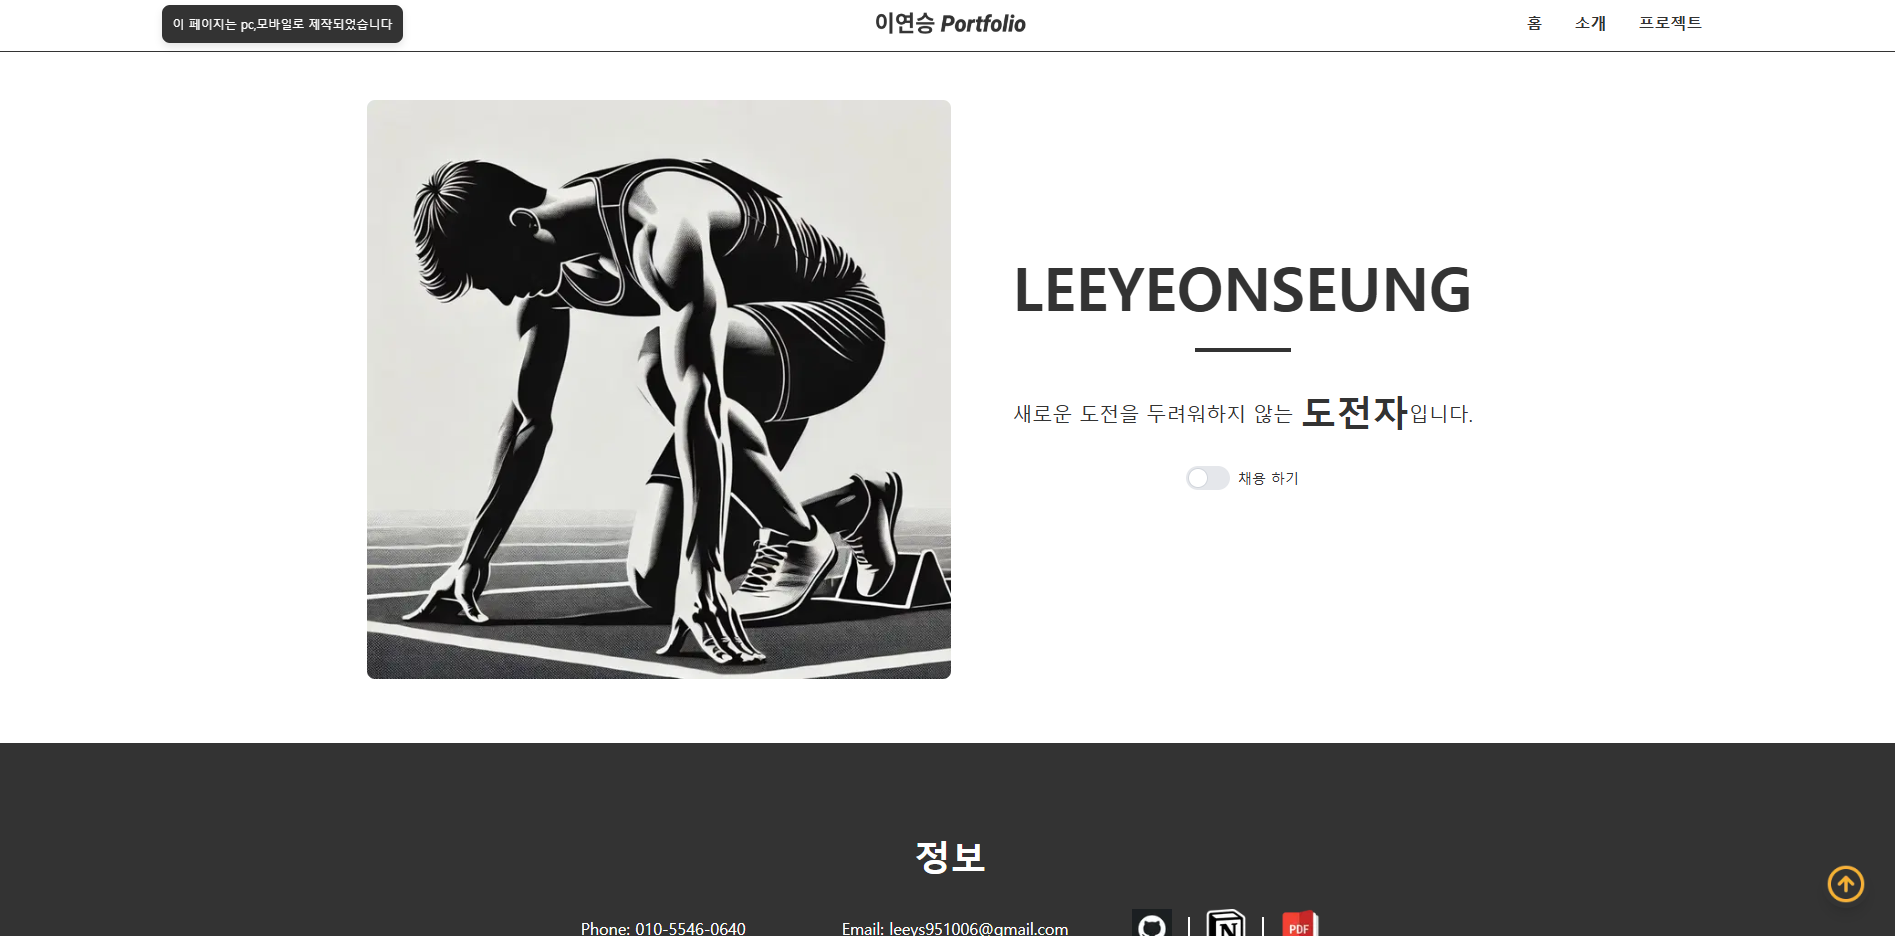 이 페이지는 pc,모바일로 제작되었습니다
이연승 Portfolio
홈 소개 프로젝트
LEEYEONSEUNG
새로운 도전을 두려워하지 않는 도전자입니다.
채용 하기
정보
Phone: 010-5546-0640 Email: leeys951006@gmail.com
N
PDF